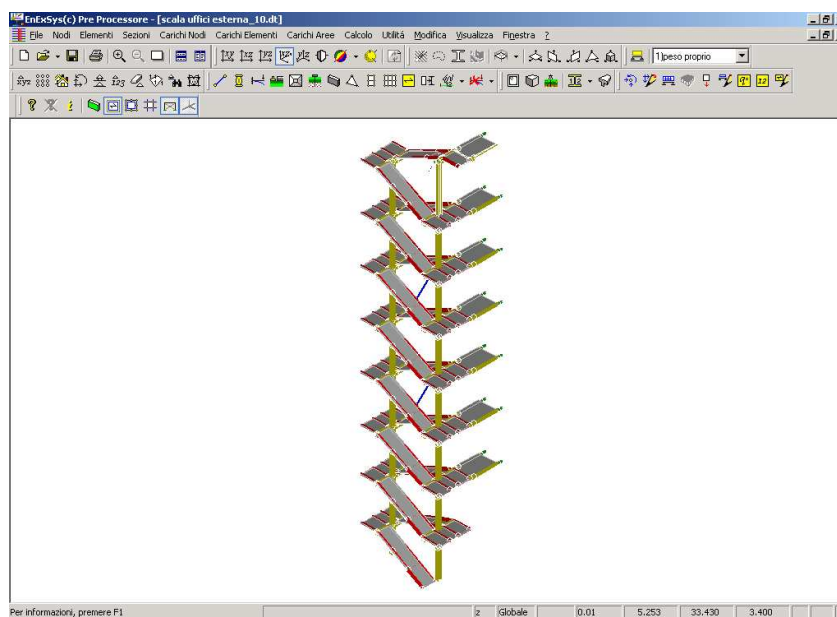 EnExSys(c) Pre Processore - [scala uffici esterna_10.dt]
File Nodi Elementi Sezioni Carichi Nodi Carichi Elementi Carichi Aree Calcolo Utilità Modifica Visualizza Finestra ?
1)peso proprio
Per informazioni, premere F1 z Globale 0.01 5.253 33.430 3.400